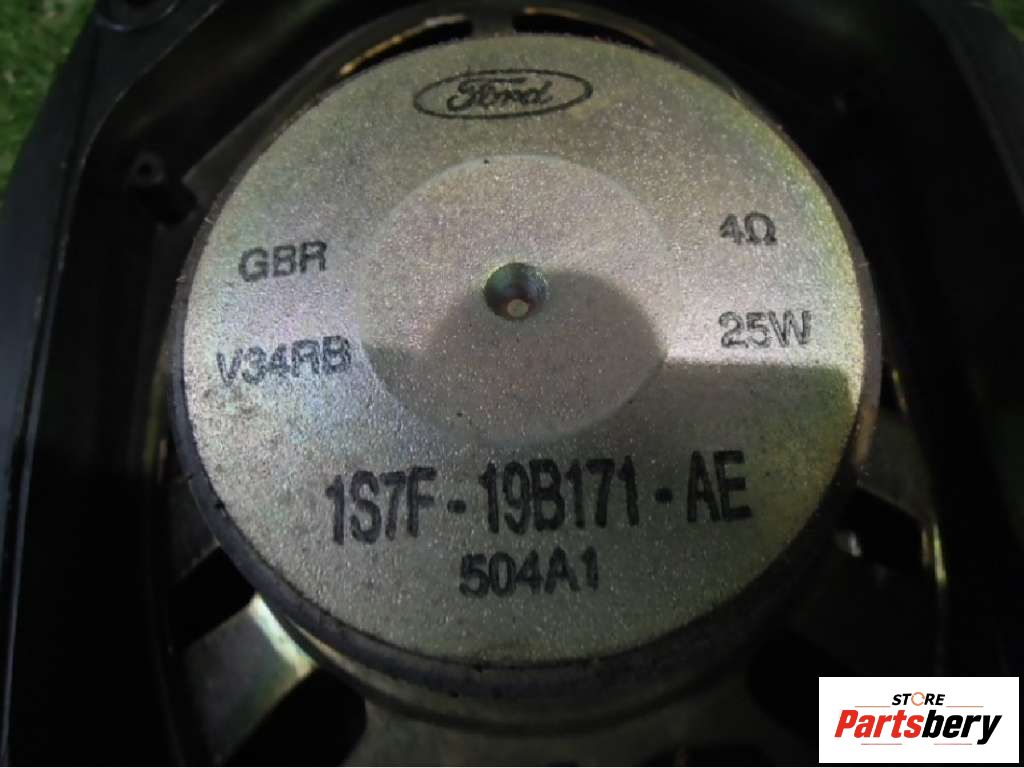 Ford
GBR
4Ω
V34RB
25W
1S7F-19B171-AE
504A1
STORE
Partsbery